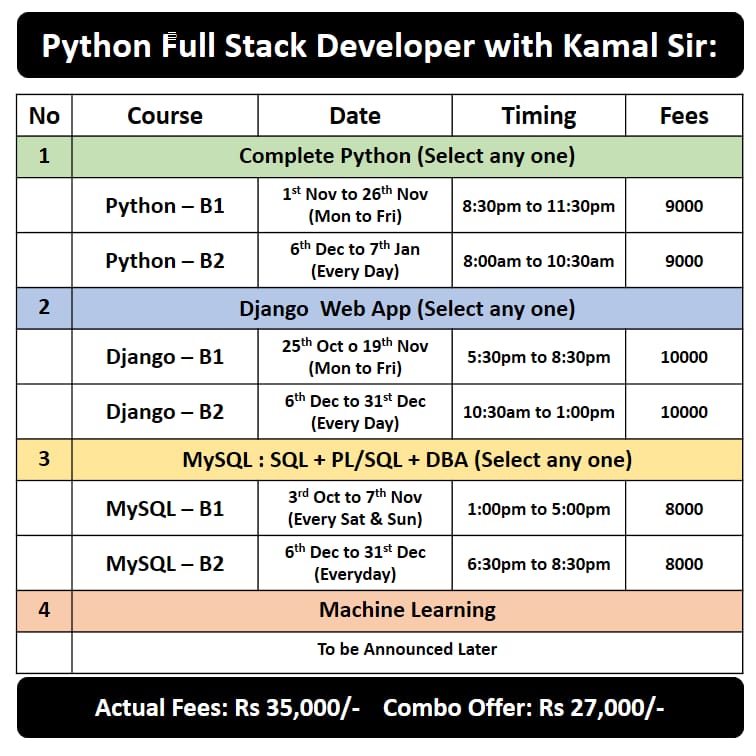 Python Full Stack Developer with Kamal Sir:
No Course Date Timing Fees
1 Complete Python (Select any one)
Python – B1 1st Nov to 26th Nov (Mon to Fri) 8:30pm to 11:30pm 9000
Python – B2 6th Dec to 7th Jan (Every Day) 8:00am to 10:30am 9000
2 Django Web App (Select any one)
Django – B1 25th Oct o 19th Nov (Mon to Fri) 5:30pm to 8:30pm 10000
Django – B2 6th Dec to 31st Dec (Every Day) 10:30am to 1:00pm 10000
3 MySQL : SQL + PL/SQL + DBA (Select any one)
MySQL – B1 3rd Oct to 7th Nov (Every Sat & Sun) 1:00pm to 5:00pm 8000
MySQL – B2 6th Dec to 31st Dec (Everyday) 6:30pm to 8:30pm 8000
4 Machine Learning
To be Announced Later
Actual Fees: Rs 35,000/- Combo Offer: Rs 27,000/-